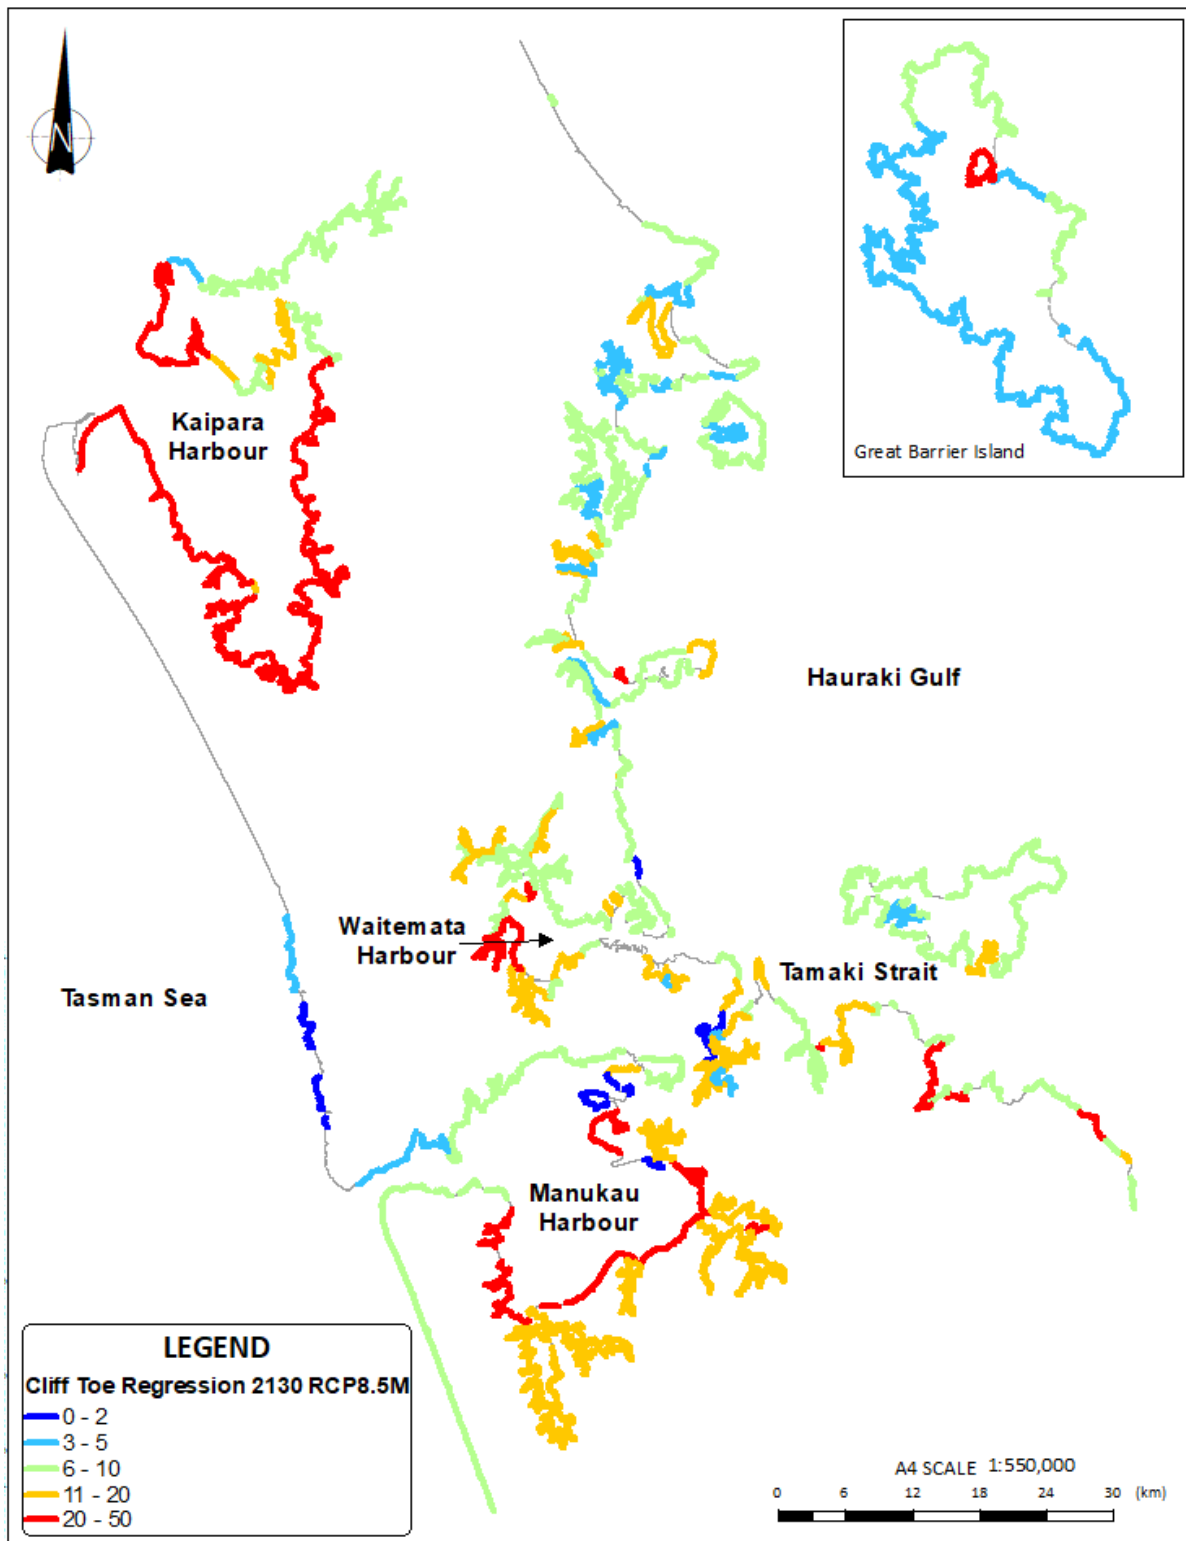 N
Great Barrier Island
Kaipara
Harbour
Hauraki Gulf
Waitemata
Harbour
Tamaki Strait
Tasman Sea
Manukau
Harbour
LEGEND
Cliff Toe Regression 2130 RCP8.5M
0 - 2
3 - 5
6 - 10
11 - 20
20 - 50
A4 SCALE 1:550,000
0 6 12 18 24 30 (km)